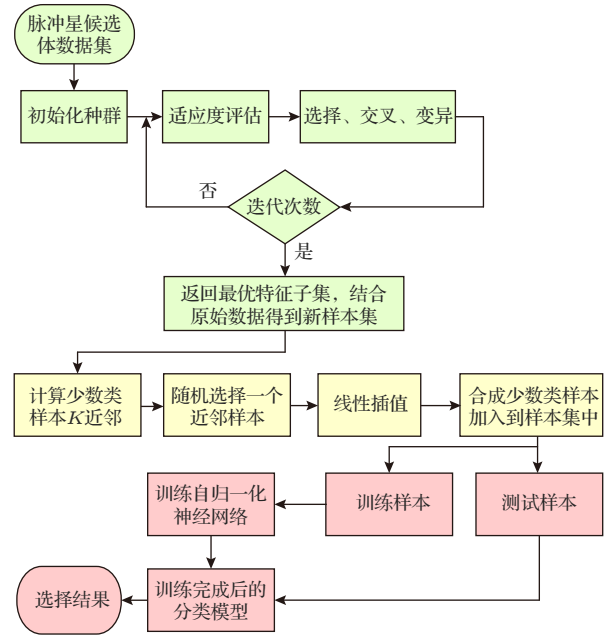 脉冲星候选
体数据集
初始化种群
适应度评估
选择、交叉、变异
否
迭代次数
是
返回最优特征子集，结合
原始数据得到新样本集
计算少数类
样本K近邻
随机选择一个
近邻样本
线性插值
合成少数类样本
加入到样本集中
训练自归一化
神经网络
训练样本
测试样本
选择结果
训练完成后的
分类模型